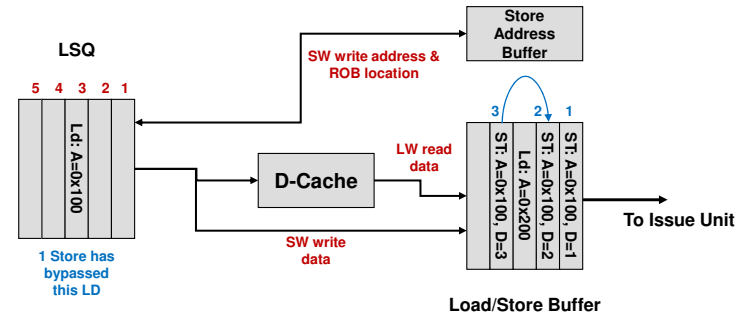 Store
Address
Buffer
LSQ
SW write address &
ROB location
5 4 3 2 1
Ld: A=0x100
1 Store has
bypassed
this LD
D-Cache
LW read
data
SW write
data
3 2 1
ST: A=0x100, D=3
Ld: A=0x200
ST: A=0x100, D=2
ST: A=0x100, D=1
To Issue Unit
Load/Store Buffer